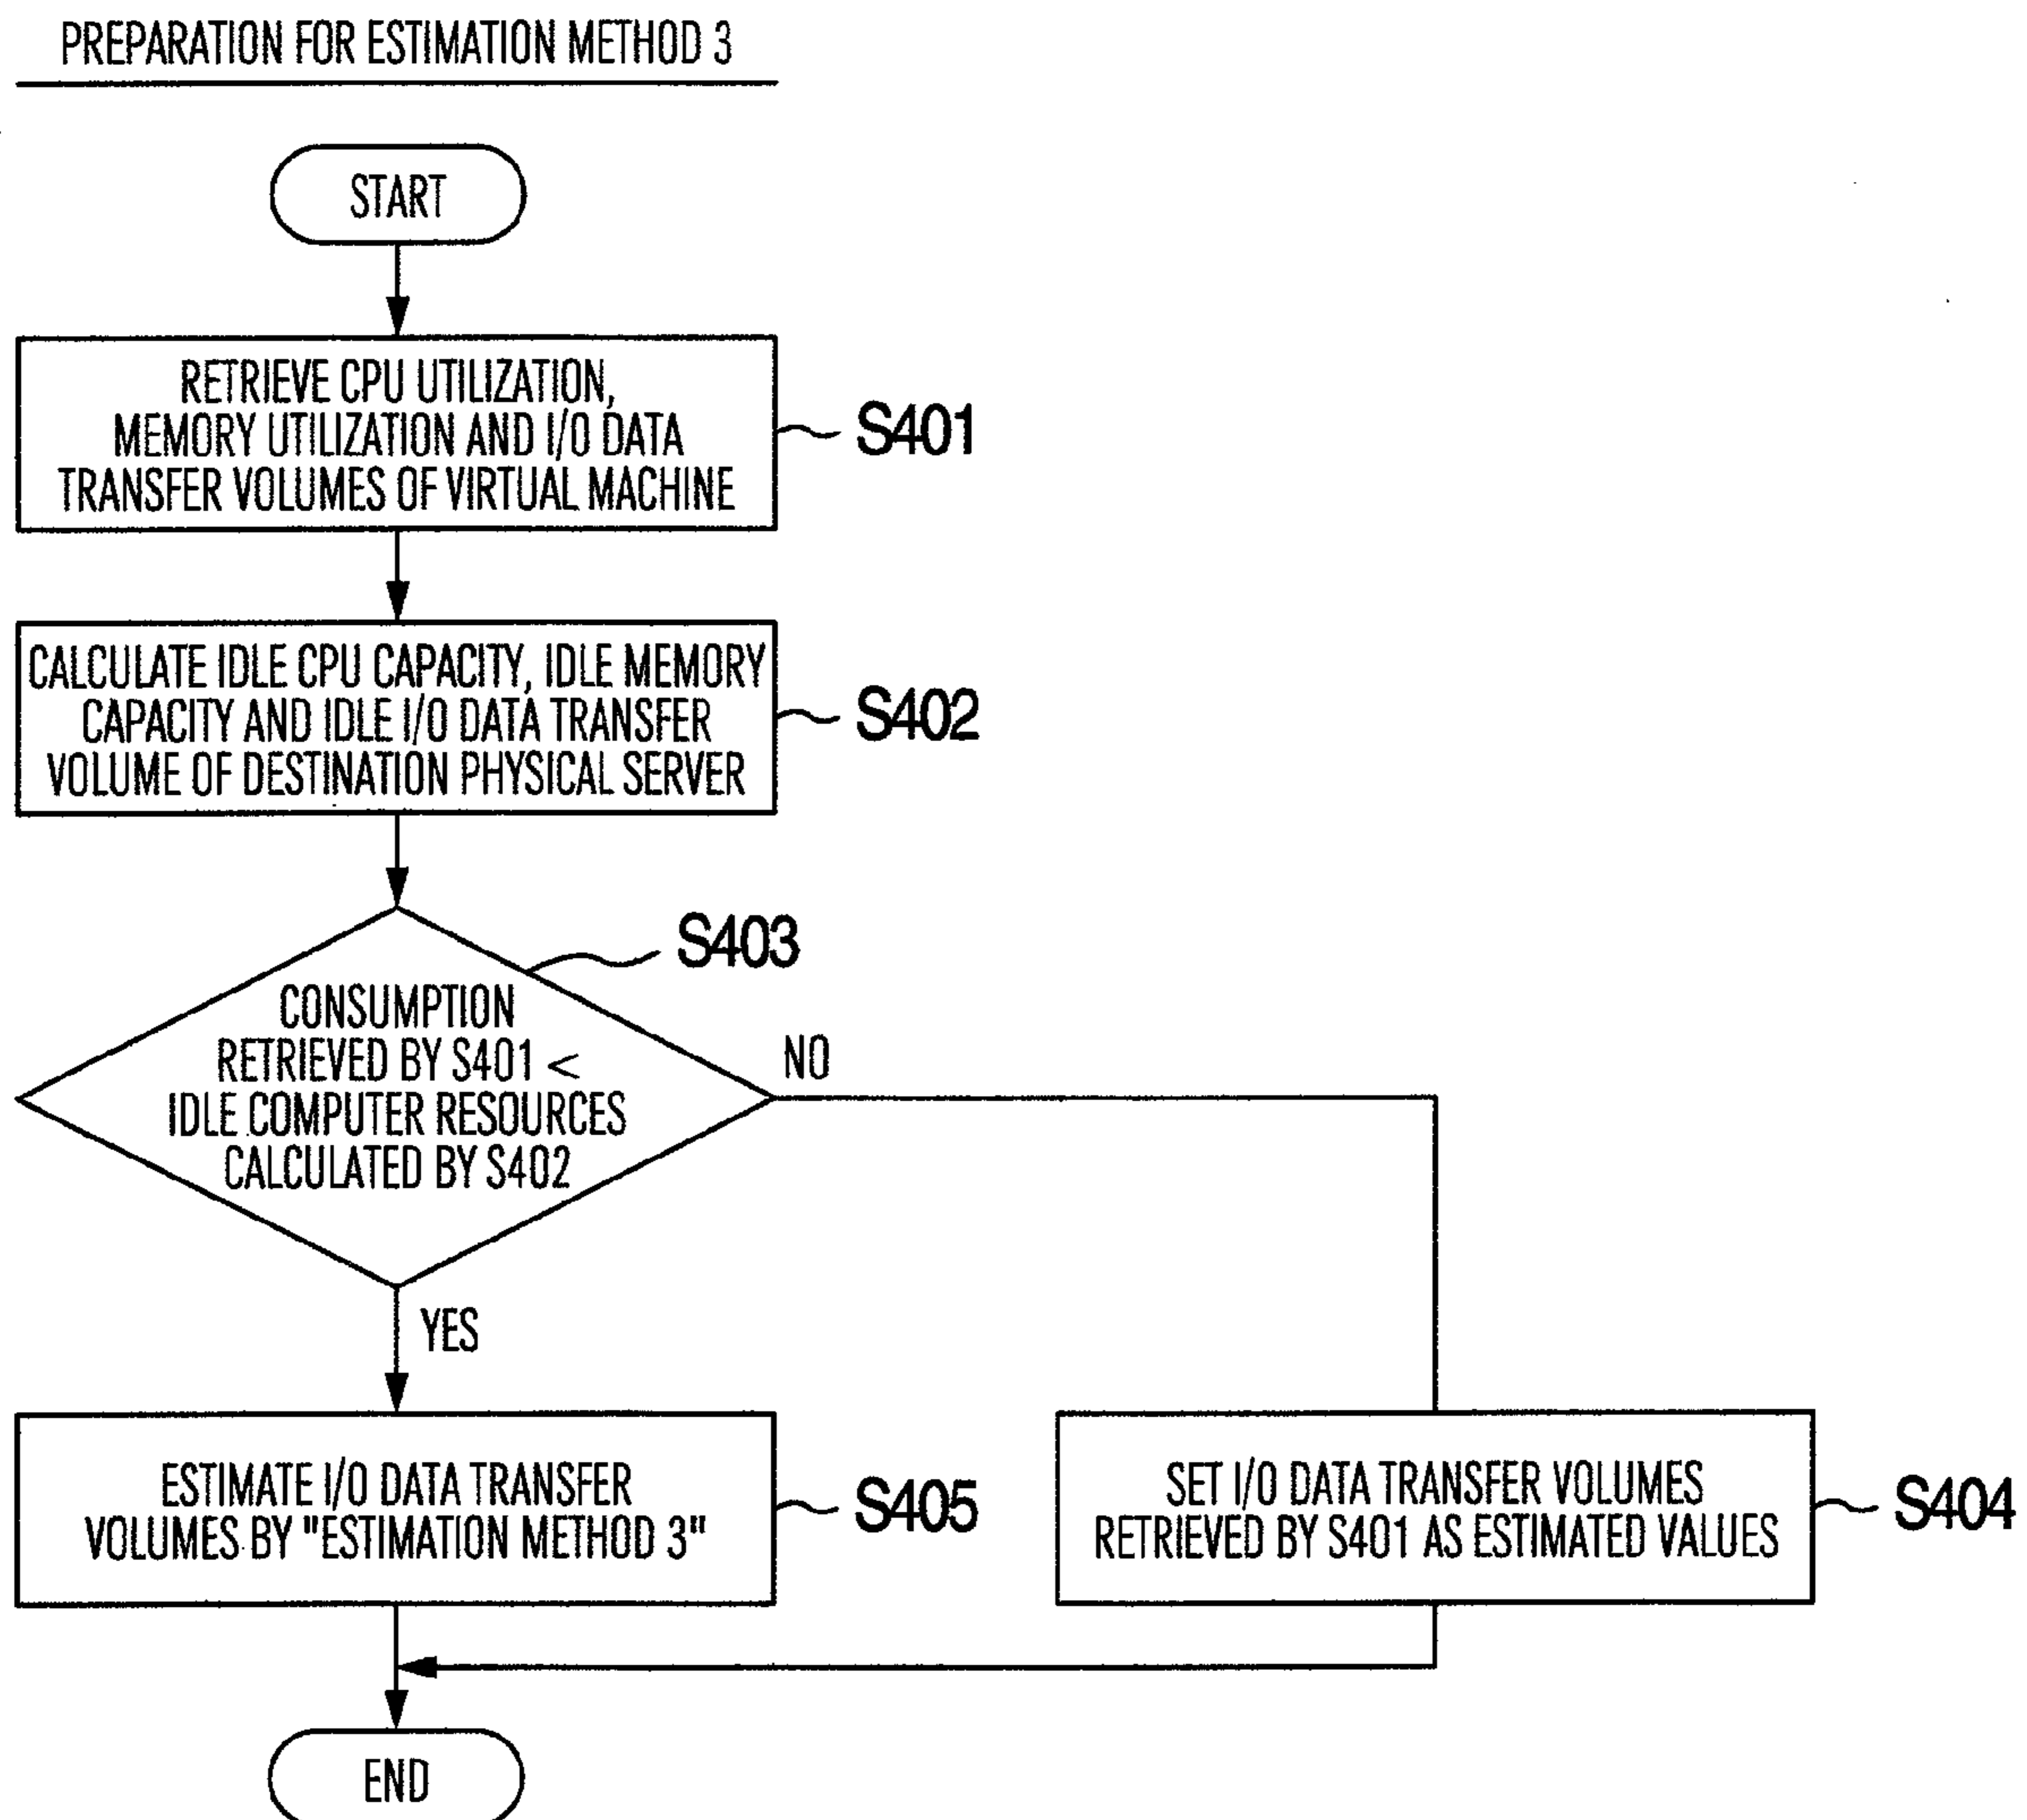 PREPARATION FOR ESTIMATION METHOD 3
START
RETRIEVE CPU UTILIZATION,
MEMORY UTILIZATION AND I/O DATA
TRANSFER VOLUMES OF VIRTUAL MACHINE
S401
CALCULATE IDLE CPU CAPACITY, IDLE MEMORY
CAPACITY AND IDLE I/O DATA TRANSFER
VOLUME OF DESTINATION PHYSICAL SERVER
S402
S403
CONSUMPTION
RETRIEVED BY S401 <
IDLE COMPUTER RESOURCES
CALCULATED BY S402
NO
YES
ESTIMATE I/O DATA TRANSFER
VOLUMES BY "ESTIMATION METHOD 3"
S405
SET I/O DATA TRANSFER VOLUMES
RETRIEVED BY S401 AS ESTIMATED VALUES
S404
END